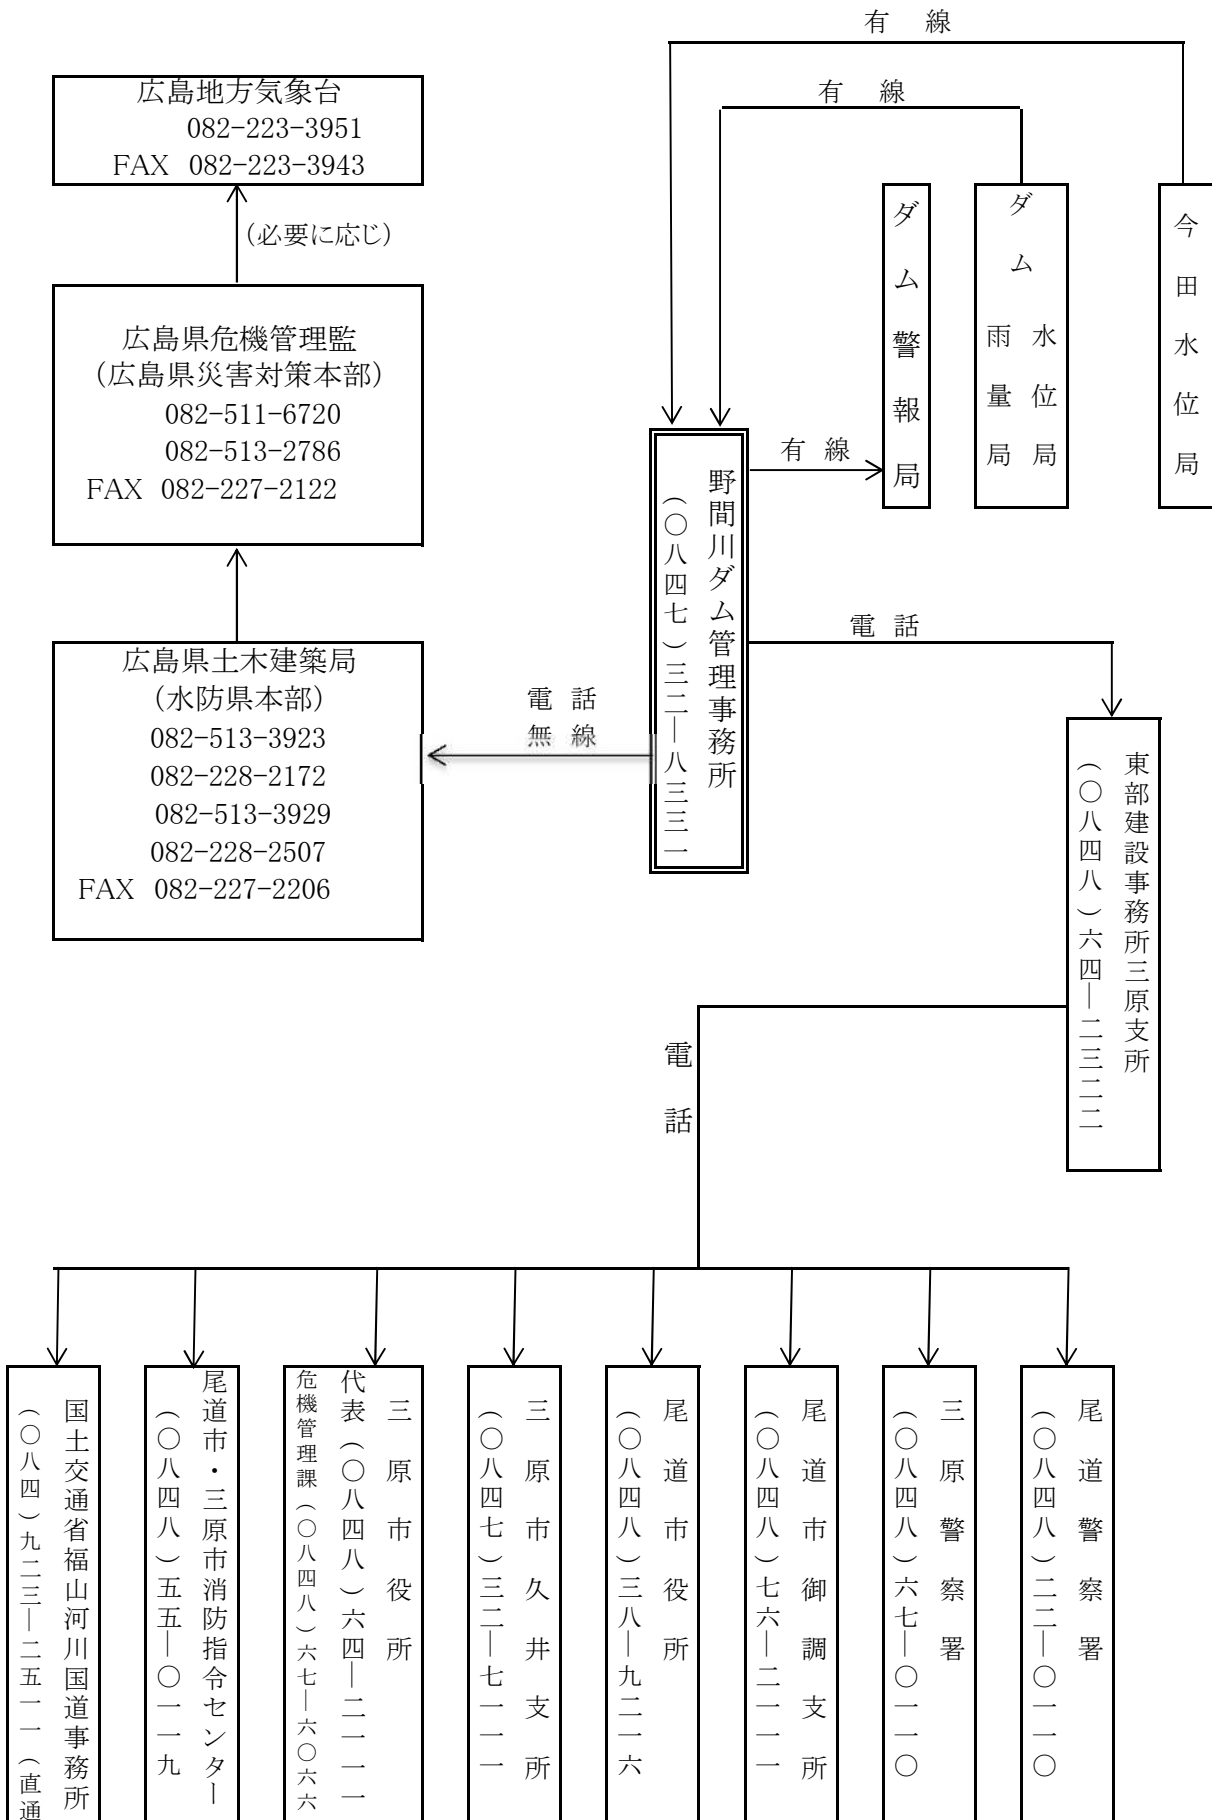 有　線
有　線
広島地方気象台
082-223-3951
FAX 082-223-3943
(必要に応じ)
広島県危機管理監
(広島県災害対策本部)
082-511-6720
082-513-2786
FAX 082-227-2122
広島県土木建築局
(水防県本部)
082-513-3923
082-228-2172
082-513-3929
082-228-2507
FAX 082-227-2206
電　話
無　線
野間川ダム管理事務所
(〇八四七)三二―八三三一
有　線
ダム警報局
ダム
水位局
雨量局
今田水位局
電　話
東部建設事務所三原支所
(〇八四八)六四―二三二二
電　話
国土交通省福山河川国道事務所
(〇八四)九二三―二五一一(直通
尾道市・三原市消防指令センター
(〇八四八)五五―〇一一九
三原市役所
代表(〇八四八)六四―二一一一
危機管理課(〇八四八)六七―六〇六六
三原市久井支所
(〇八四七)三二―七一一一
尾道市役所
(〇八四八)三八―九二一六
尾道市御調支所
(〇八四八)七六―二一一一
三原警察署
(〇八四八)六七―〇一一〇
尾道警察署
(〇八四八)二二―〇一一〇